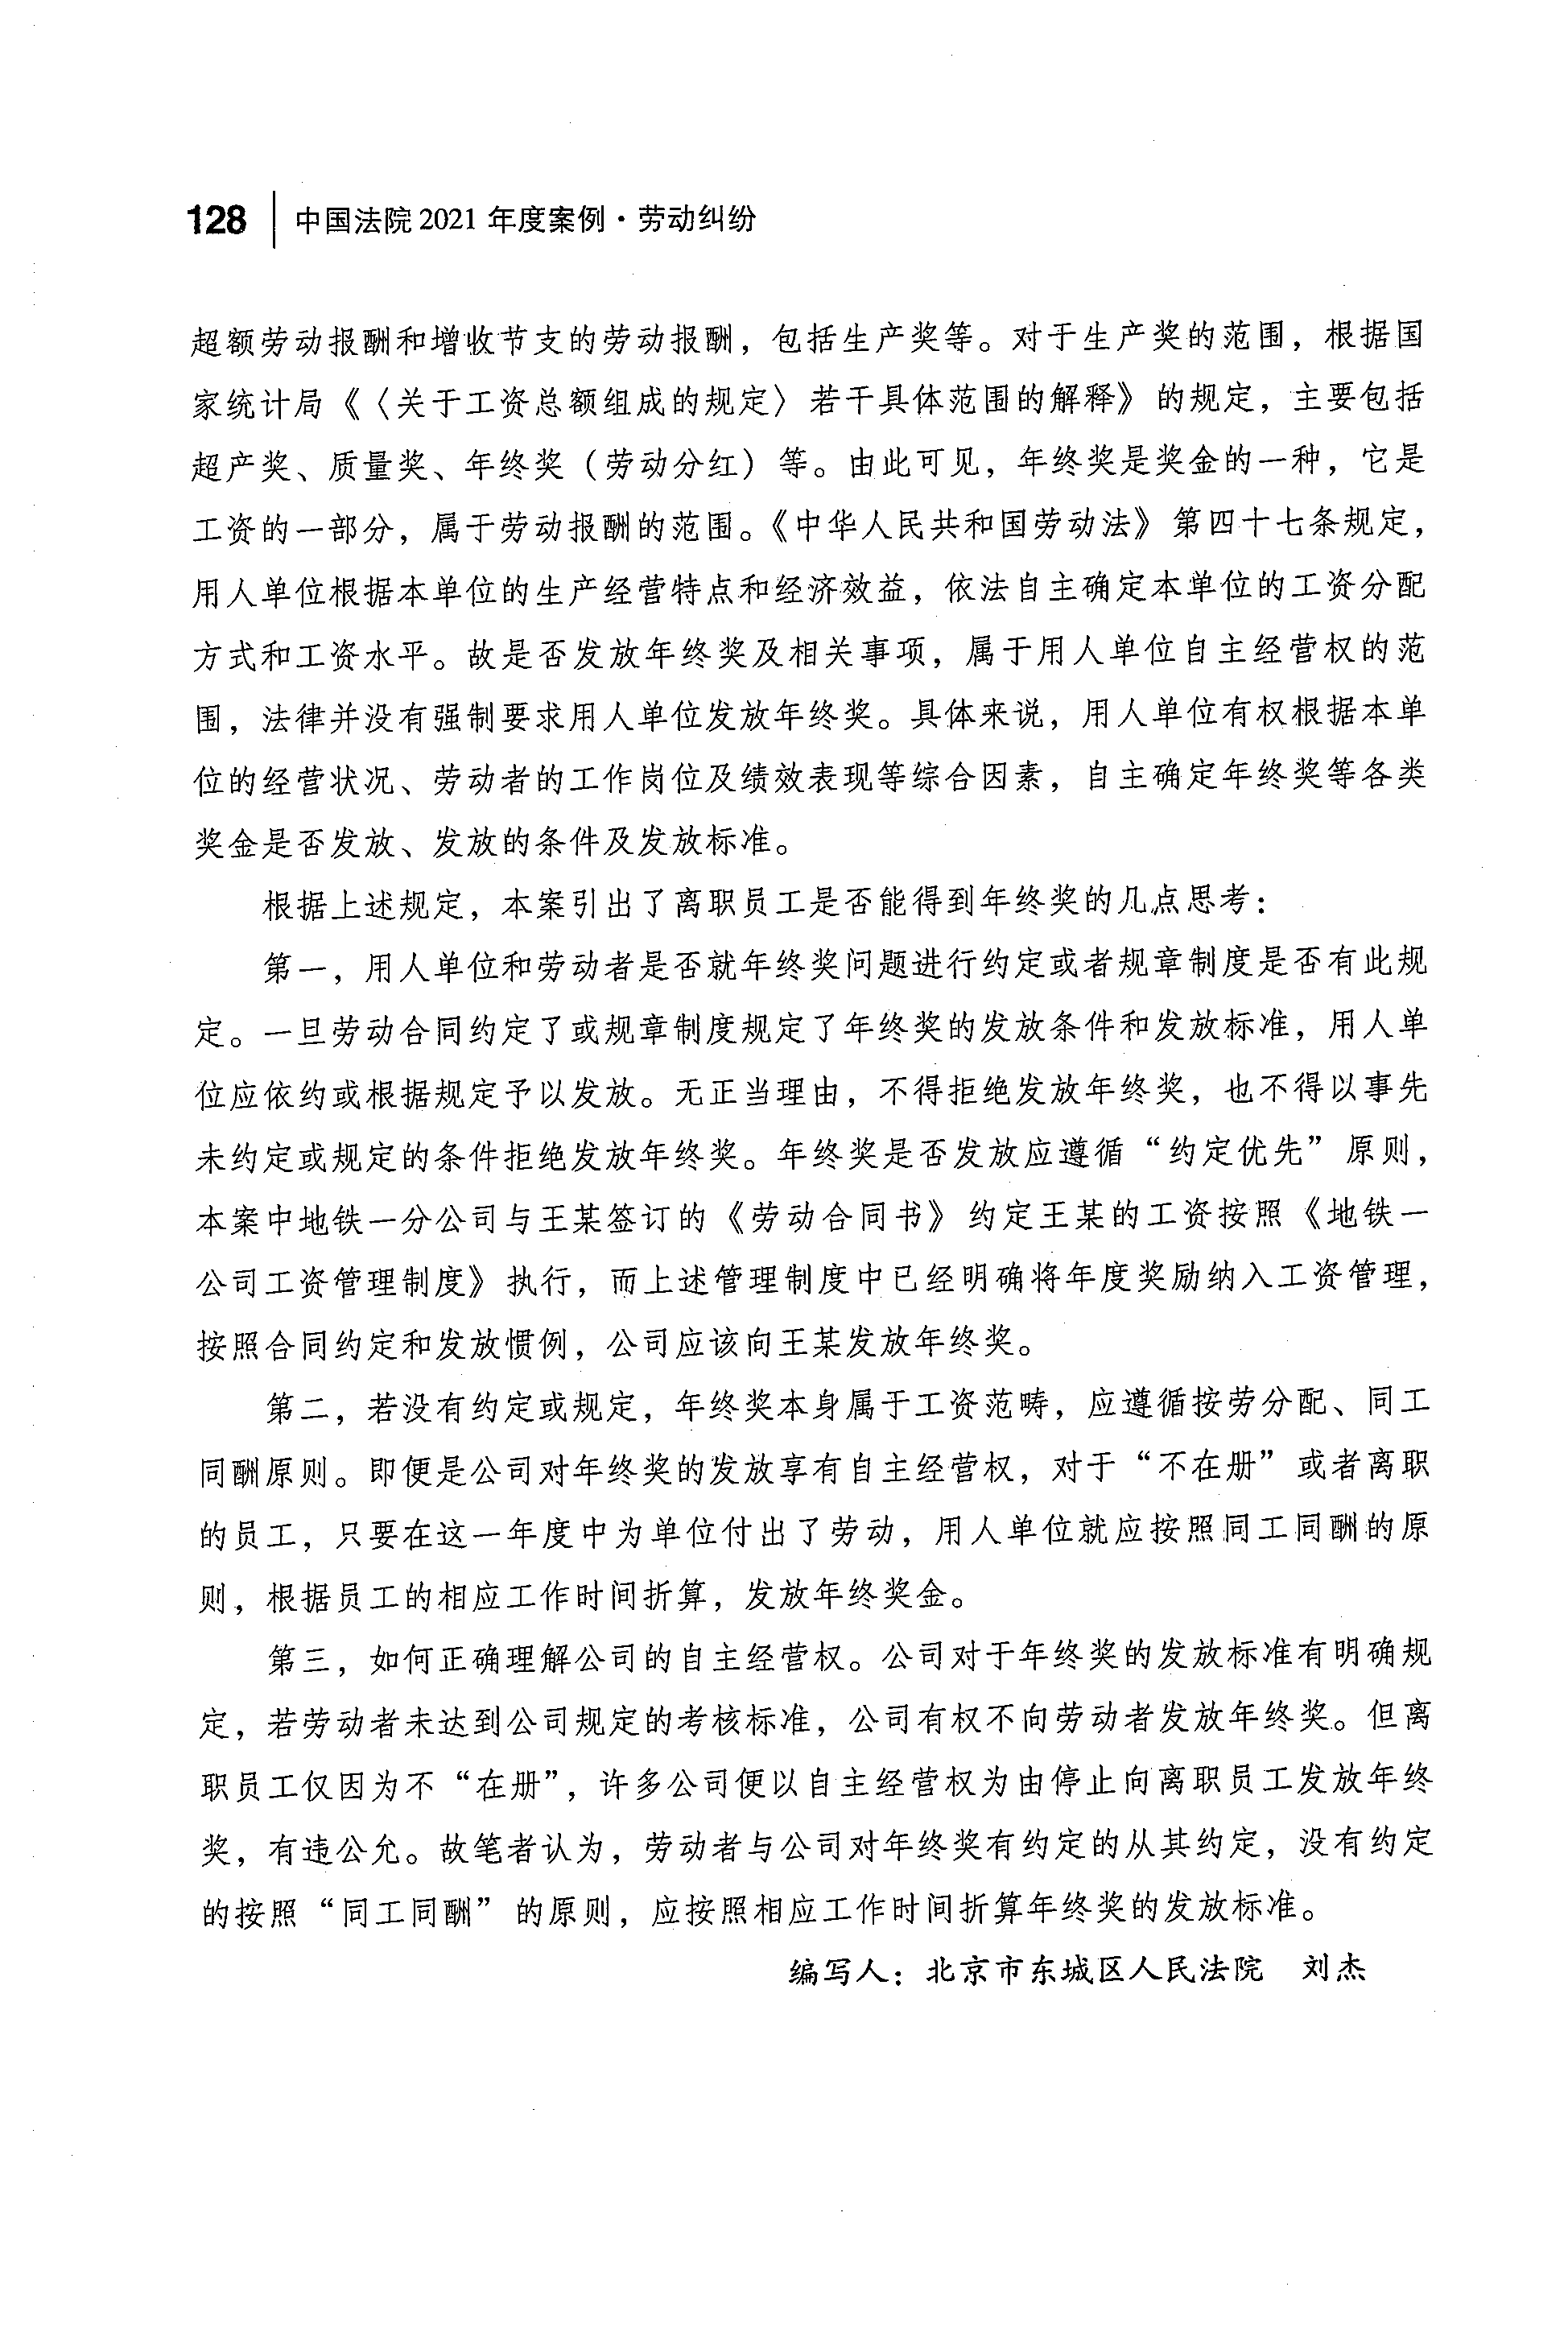 128 中国法院2021年度案例·劳动纠纷
超额劳动报酬和增收节支的劳动报酬，包括生产奖等。对于生产奖的范围，根据国
家统计局《〈关于工资总额组成的规定〉若干具体范围的解释》的规定，主要包括
超产奖、质量奖、年终奖（劳动分红）等。由此可见，年终奖是奖金的一种，它是
工资的一部分，属于劳动报酬的范围。《中华人民共和国劳动法》第四十七条规定，
用人单位根据本单位的生产经营特点和经济效益，依法自主确定本单位的工资分配
方式和工资水平。故是否发放年终奖及相关事项，属于用人单位自主经营权的范
围，法律并没有强制要求用人单位发放年终奖。具体来说，用人单位有权根据本单
位的经营状况、劳动者的工作岗位及绩效表现等综合因素，自主确定年终奖等各类
奖金是否发放、发放的条件及发放标准。
根据上述规定，本案引出了离职员工是否能得到年终奖的几点思考：
第一，用人单位和劳动者是否就年终奖问题进行约定或者规章制度是否有此规
定。一旦劳动合同约定了或规章制度规定了年终奖的发放条件和发放标准，用人单
位应依约或根据规定予以发放。无正当理由，不得拒绝发放年终奖，也不得以事先
未约定或规定的条件拒绝发放年终奖。年终奖是否发放应遵循“约定优先”原则，
本案中地铁一分公司与王某签订的《劳动合同书》约定王某的工资按照《地铁一
公司工资管理制度》执行，而上述管理制度中已经明确将年度奖励纳入工资管理，
按照合同约定和发放惯例，公司应该向王某发放年终奖。
第二，若没有约定或规定，年终奖本身属于工资范畴，应遵循按劳分配、同工
同酬原则。即便是公司对年终奖的发放享有自主经营权，对于“不在册”或者离职
的员工，只要在这一年度中为单位付出了劳动，用人单位就应按照同工同酬的原
则，根据员工的相应工作时间折算，发放年终奖金。
第三，如何正确理解公司的自主经营权。公司对于年终奖的发放标准有明确规
定，若劳动者未达到公司规定的考核标准，公司有权不向劳动者发放年终奖。但离
职员工仅因为不“在册”，许多公司便以自主经营权为由停止向离职员工发放年终
奖，有违公允。故笔者认为，劳动者与公司对年终奖有约定的从其约定，没有约定
的按照“同工同酬”的原则，应按照相应工作时间折算年终奖的发放标准。
编写人：北京市东城区人民法院 刘杰